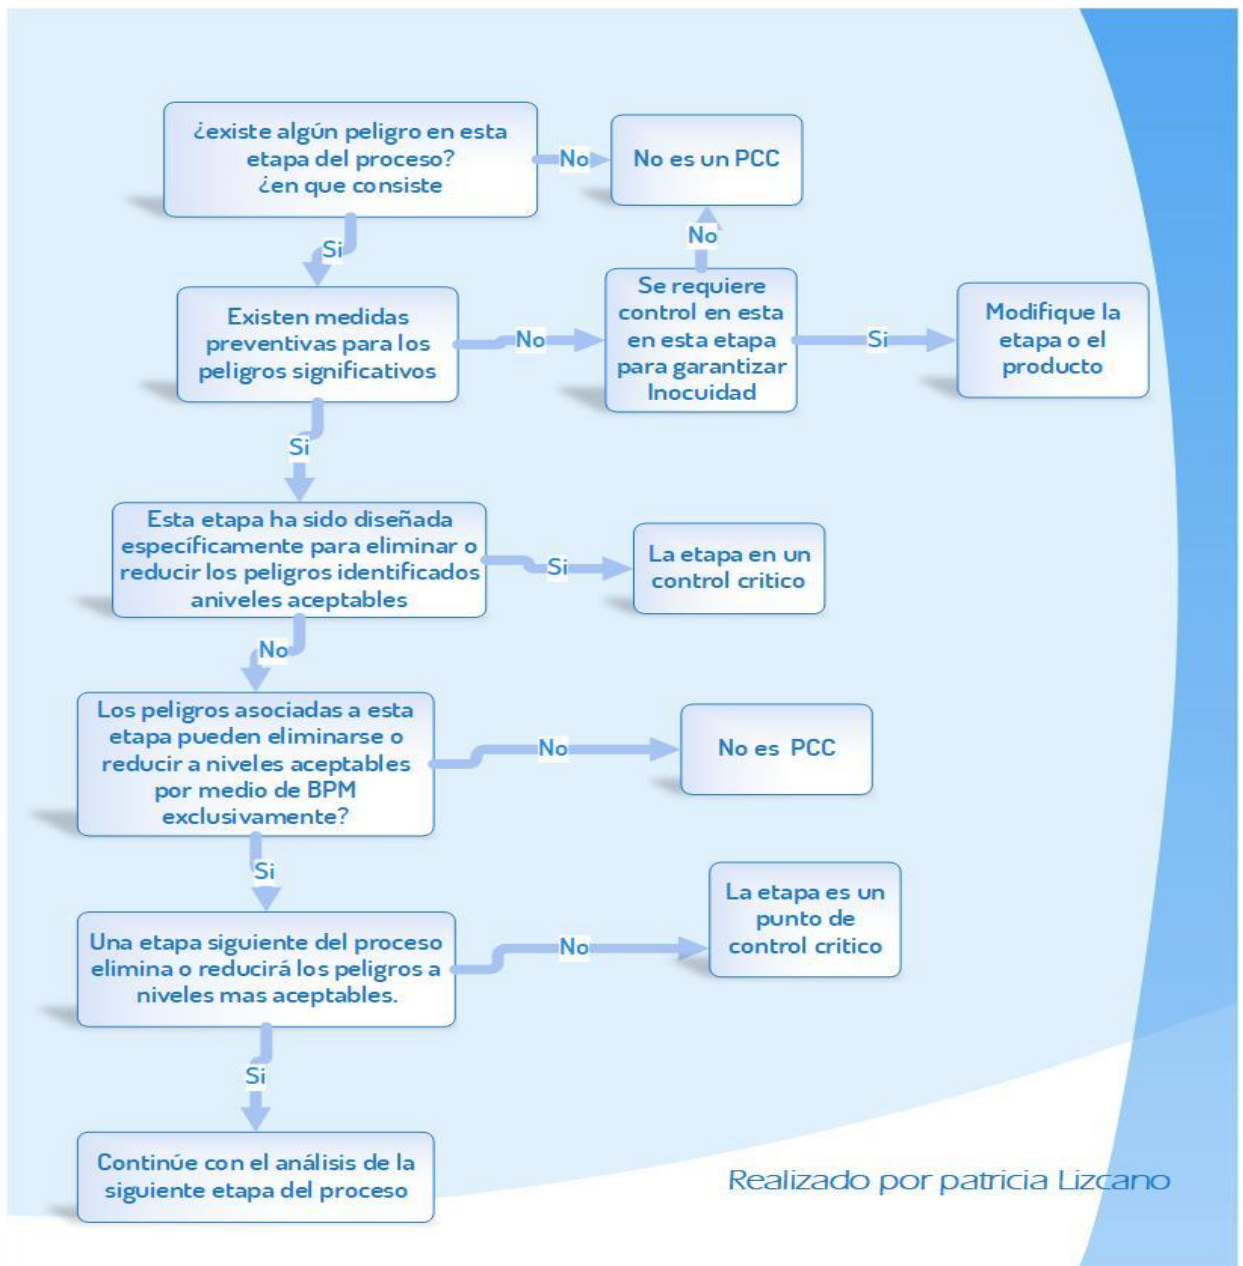 ¿existe algún peligro en esta
etapa del proceso?
¿en que consiste
No
No es un PCC
Si
No
Existen medidas
preventivas para los
peligros significativos
No
Se requiere
control en esta
en esta etapa
para garantizar
Inocuidad
Si
Modifique la
etapa o el
producto
Si
Esta etapa ha sido diseñada
específicamente para eliminar o
reducir los peligros identificados
aniveles aceptables
Si
La etapa en un
control critico
No
Los peligros asociadas a esta
etapa pueden eliminarse o
reducir a niveles aceptables
por medio de BPM
exclusivamente?
No
No es PCC
Si
Una etapa siguiente del proceso
elimina o reducirá los peligros a
niveles mas aceptables.
No
La etapa es un
punto de
control critico
Si
Continúe con el análisis de la
siguiente etapa del proceso
Realizado por patricia Lizcano